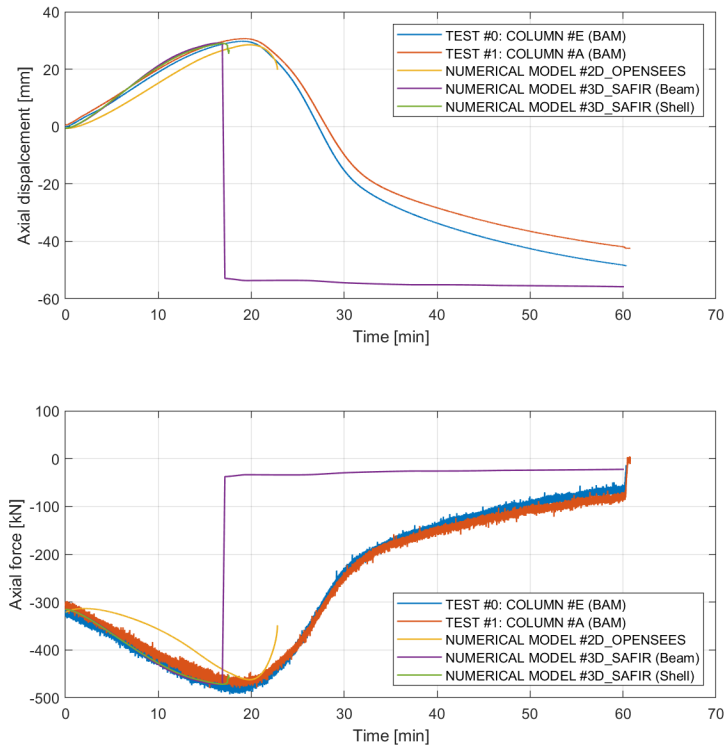 40
20
0
-20
-40
-60
Axial dispalcement [mm]
TEST #0: COLUMN #E (BAM)
TEST #1: COLUMN #A (BAM)
NUMERICAL MODEL #2D_OPENSEES
NUMERICAL MODEL #3D_SAFIR (Beam)
NUMERICAL MODEL #3D_SAFIR (Shell)
0 10 20 30 40 50 60 70
Time [min]
100
0
-100
-200
-300
-400
-500
Axial force [kN]
TEST #0: COLUMN #E (BAM)
TEST #1: COLUMN #A (BAM)
NUMERICAL MODEL #2D_OPENSEES
NUMERICAL MODEL #3D_SAFIR (Beam)
NUMERICAL MODEL #3D_SAFIR (Shell)
0 10 20 30 40 50 60 70
Time [min]